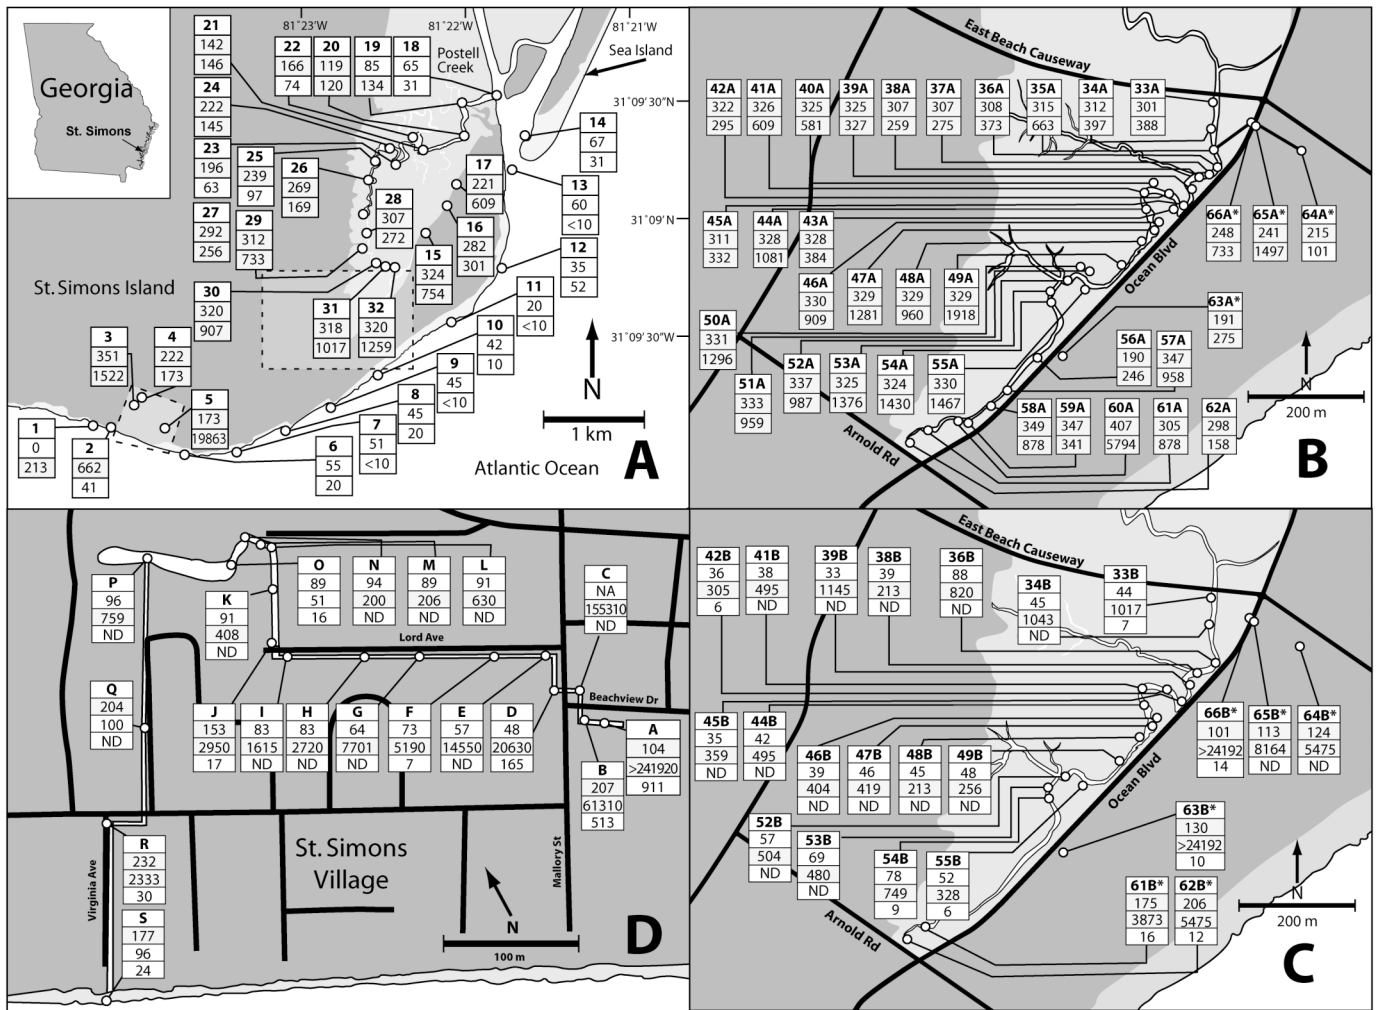 81°23'W
81°22'W
81°21'W
Georgia
St. Simons
Postell
Creek
Sea Island
31°09'30"N
31°09'N
31°09'30"W
St. Simons Island
Atlantic Ocean
N
1 km
A
21
142
146
24
222
145
23
196
63
27
292
256
22
166
74
20
119
120
19
85
134
18
65
31
25
239
97
26
269
169
29
312
733
28
307
272
30
320
907
31
318
1017
32
320
1259
17
221
609
16
282
301
15
324
754
14
67
31
13
60
<10
12
35
52
11
20
<10
10
42
10
9
45
<10
8
45
20
7
51
<10
6
55
20
3
351
1522
4
222
173
5
173
19863
1
0
213
2
662
41
East Beach Causeway
42A
322
295
41A
326
609
40A
325
581
39A
325
327
38A
307
259
37A
307
275
36A
308
373
35A
315
663
34A
312
397
33A
301
388
45A
311
332
44A
328
1081
43A
328
384
46A
330
909
47A
329
1281
48A
329
960
49A
329
1918
66A*
248
733
65A*
241
1497
64A*
215
101
63A*
191
275
50A
331
1296
51A
333
959
52A
337
987
53A
325
1376
54A
324
1430
55A
330
1467
56A
190
246
57A
347
958
58A
349
878
59A
347
341
60A
407
5794
61A
305
878
62A
298
158
Ocean Blvd
Arnold Rd
N
200 m
B
P
96
759
ND
O
89
51
16
N
94
200
ND
M
89
206
ND
L
91
630
ND
K
91
408
ND
C
NA
155310
ND
Lord Ave
Beachview Dr
Q
204
100
ND
J
153
2950
17
I
83
1615
ND
H
83
2720
ND
G
64
7701
ND
F
73
5190
7
E
57
14550
ND
D
48
20630
165
A
104
>241920
911
B
207
61310
513
R
232
2333
30
S
177
96
24
St. Simons
Village
Virginia Ave
Mallory St
N
100 m
D
East Beach Causeway
42B
36
305
6
41B
38
495
ND
39B
33
1145
ND
38B
39
213
ND
36B
88
820
ND
34B
45
1043
ND
33B
44
1017
7
45B
35
359
ND
44B
42
495
ND
46B
39
404
ND
47B
46
419
ND
48B
45
213
ND
49B
48
256
ND
66B*
101
>24192
14
65B*
113
8164
ND
64B*
124
5475
ND
52B
57
504
ND
53B
69
480
ND
54B
78
749
9
55B
52
328
6
63B*
130
>24192
10
61B*
175
3873
16
62B*
206
5475
12
Ocean Blvd
Arnold Rd
N
200 m
C